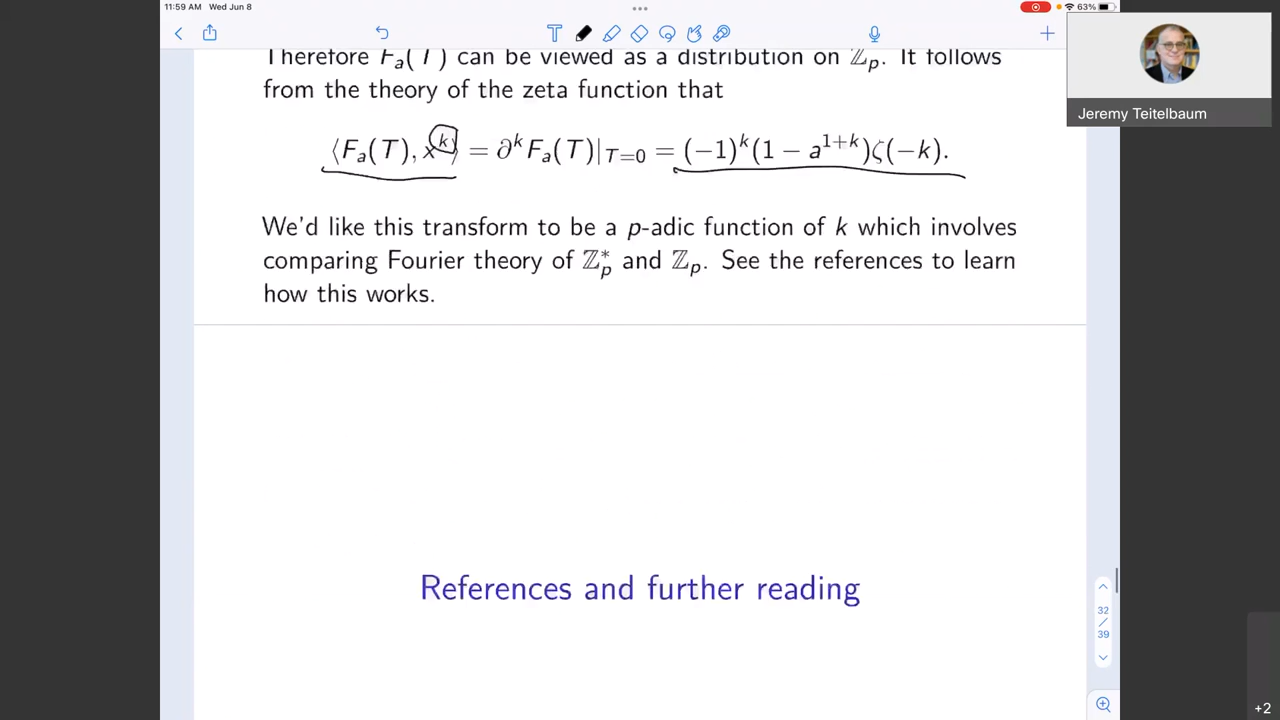 11:59 AM Wed Jun 8
63%
Therefore F_a(T) can be viewed as a distribution on ℤ_p. It follows
from the theory of the zeta function that
⟨F_a(T), x^k⟩ = ∂^k F_a(T)|_{T=0} = (−1)^k(1 − a^{1+k})ζ(−k).
We'd like this transform to be a p-adic function of k which involves
comparing Fourier theory of ℤ_p^* and ℤ_p. See the references to learn
how this works.
References and further reading
32
/
39
Jeremy Teitelbaum
+2